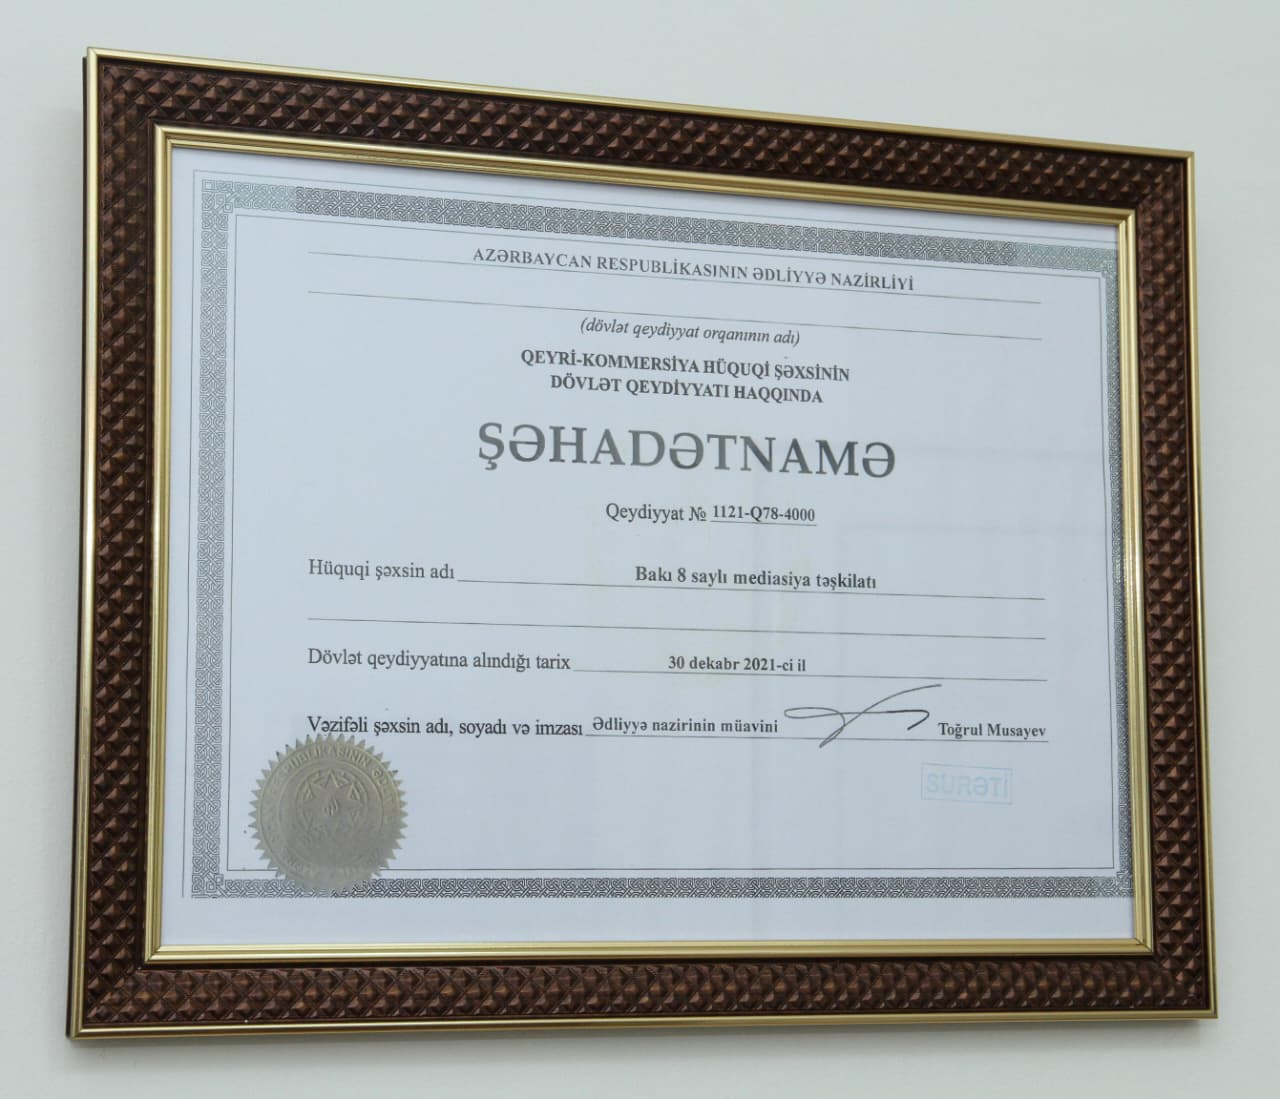 AZƏRBAYCAN RESPUBLİKASININ ƏDLİYYƏ NAZİRLİYİ
(dövlət qeydiyyat orqanının adı)
QEYRİ-KOMMERSİYA HÜQUQİ ŞƏXSİNİN
DÖVLƏT QEYDİYYATI HAQQINDA
ŞƏHADƏTNAMƏ
Qeydiyyat № 1121-Q78-4000
Hüquqi şəxsin adı Bakı 8 saylı mediasiya təşkilatı
Dövlət qeydiyyatına alındığı tarix 30 dekabr 2021-ci il
Vəzifəli şəxsin adı, soyadı və imzası Ədliyyə nazirinin müavini Toğrul Musayev
SURƏTİ